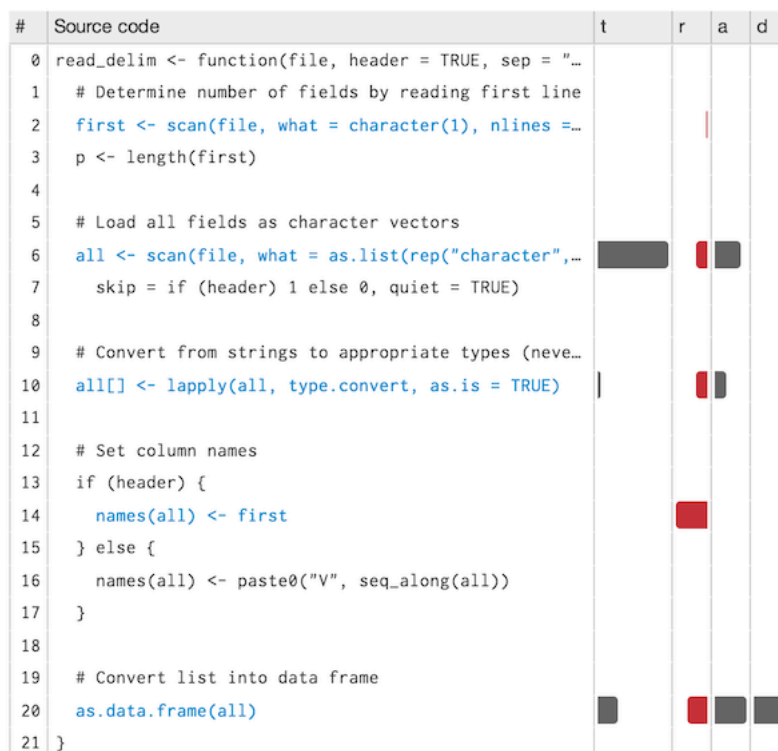 # Source code t r a d
0 read_delim <- function(file, header = TRUE, sep = "…
1 # Determine number of fields by reading first line
2 first <- scan(file, what = character(1), nlines =…
3 p <- length(first)
4
5 # Load all fields as character vectors
6 all <- scan(file, what = as.list(rep("character",…
7 skip = if (header) 1 else 0, quiet = TRUE)
8
9 # Convert from strings to appropriate types (neve…
10 all[] <- lapply(all, type.convert, as.is = TRUE)
11
12 # Set column names
13 if (header) {
14 names(all) <- first
15 } else {
16 names(all) <- paste0("V", seq_along(all))
17 }
18
19 # Convert list into data frame
20 as.data.frame(all)
21 }